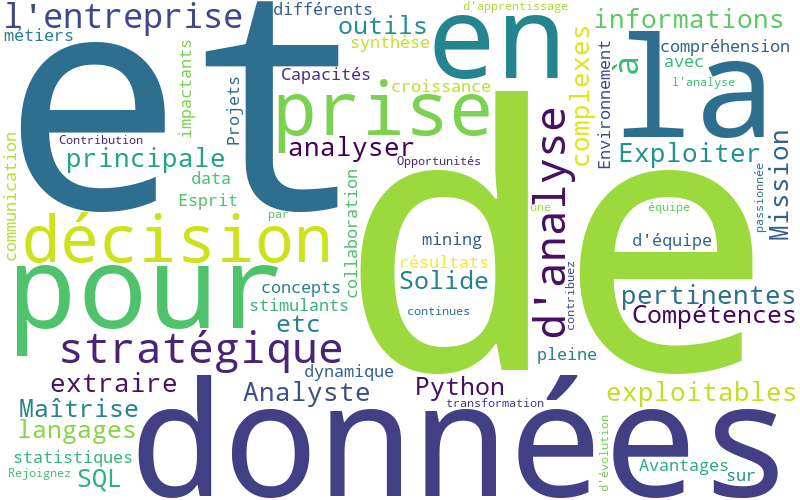 l'entreprise
différents
d'apprentissage
métiers
outils
informations
synthèse
compréhension
et
en
à
la
avec
Capacités
croissance
l'analyse
impactants
Projets
prise
complexes
Environnement
Contribution
analyser
principale
Opportunités
d'analyse
Exploiter
Mission
data
passionnée
Esprit
communication
par
collaboration
de
une
équipe
décision
mining
d'équipe
résultats
pour
concepts
Solide
contribuez
pertinentes
stimulants
continues
Compétences
etc
stratégique
pleine
dynamique
extraire
Analyste
Python
exploitables
Maîtrise
transformation
langages
données
d'évolution
statistiques
Avantages
Rejoignez
SQL
sur